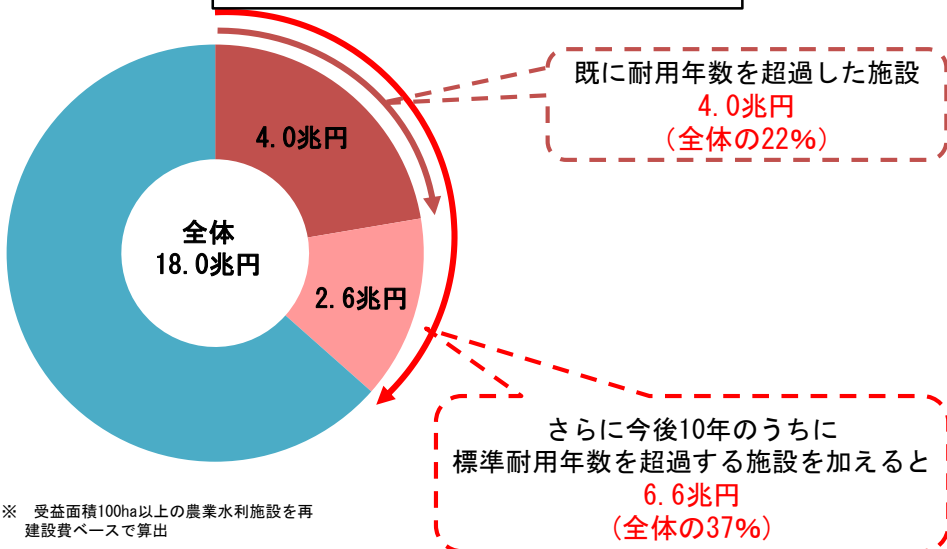 既に耐用年数を超過した施設
4.0兆円
(全体の22%)
4.0兆円
全体
18.0兆円
2.6兆円
さらに今後10年のうちに
標準耐用年数を超過する施設を加えると
6.6兆円
(全体の37%)
※　受益面積100ha以上の農業水利施設を再
建設費ベースで算出